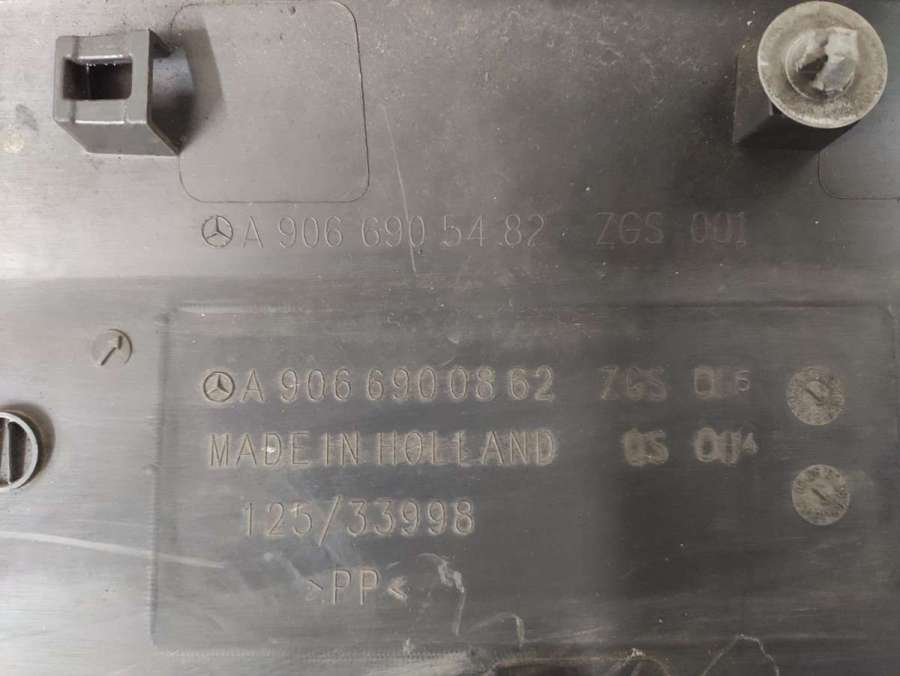 A 906 690 54 82 ZGS 001
A 906 690 08 62 ZGS
MADE IN HOLLAND
125/33998
>PP<